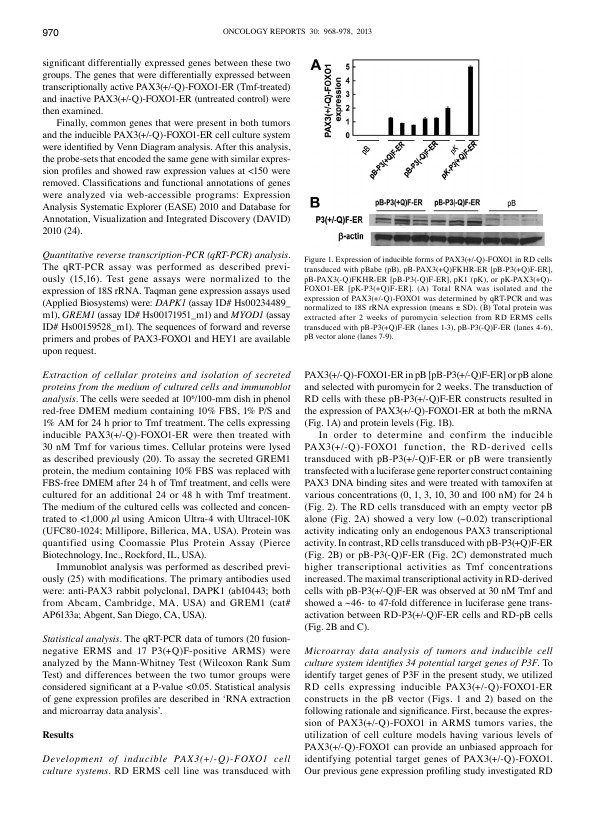 970
ONCOLOGY REPORTS 30: 968-978, 2013
significant differentially expressed genes between these two
groups. The genes that were differentially expressed between
transcriptionally active PAX3(+/-Q)-FOXO1-ER (Tmf-treated)
and inactive PAX3(+/-Q)-FOXO1-ER (untreated control) were
then examined.
Finally, common genes that were present in both tumors
and the inducible PAX3(+/-Q)-FOXO1-ER cell culture system
were identified by Venn Diagram analysis. After this analysis,
the probe-sets that encoded the same gene with similar expres-
sion profiles and showed raw expression values at <150 were
removed. Classifications and functional annotations of genes
were analyzed via web-accessible programs: Expression
Analysis Systematic Explorer (EASE) 2010 and Database for
Annotation, Visualization and Integrated Discovery (DAVID)
2010 (24).
Quantitative reverse transcription-PCR (qRT-PCR) analysis.
The qRT-PCR assay was performed as described previ-
ously (15,16). Test gene assays were normalized to the
expression of 18S rRNA. Taqman gene expression assays used
(Applied Biosystems) were: DAPK1 (assay ID# Hs00234489_
m1), GREM1 (assay ID# Hs00171951_m1) and MYOD1 (assay
ID# Hs00159528_m1). The sequences of forward and reverse
primers and probes of PAX3-FOXO1 and HEY1 are available
upon request.
Extraction of cellular proteins and isolation of secreted
proteins from the medium of cultured cells and immunoblot
analysis. The cells were seeded at 10⁶/100-mm dish in phenol
red-free DMEM medium containing 10% FBS, 1% P/S and
1% AM for 24 h prior to Tmf treatment. The cells expressing
inducible PAX3(+/-Q)-FOXO1-ER were then treated with
30 nM Tmf for various times. Cellular proteins were lysed
as described previously (20). To assay the secreted GREM1
protein, the medium containing 10% FBS was replaced with
FBS-free DMEM after 24 h of Tmf treatment, and cells were
cultured for an additional 24 or 48 h with Tmf treatment.
The medium of the cultured cells was collected and concen-
trated to <1,000 µl using Amicon Ultra-4 with Ultracel-10K
(UFC80-1024; Millipore, Billerica, MA, USA). Protein was
quantified using Coomassie Plus Protein Assay (Pierce
Biotechnology, Inc., Rockford, IL, USA).
Immunoblot analysis was performed as described previ-
ously (25) with modifications. The primary antibodies used
were: anti-PAX3 rabbit polyclonal, DAPK1 (ab10443; both
from Abcam, Cambridge, MA, USA) and GREM1 (cat#
AP6133a; Abgent, San Diego, CA, USA).
Statistical analysis. The qRT-PCR data of tumors (20 fusion-
negative ERMS and 17 P3(+Q)F-positive ARMS) were
analyzed by the Mann-Whitney Test (Wilcoxon Rank Sum
Test) and differences between the two tumor groups were
considered significant at a P-value <0.05. Statistical analysis
of gene expression profiles are described in 'RNA extraction
and microarray data analysis'.
Results
Development of inducible PAX3(+/-Q)-FOXO1 cell
culture systems. RD ERMS cell line was transduced with
A
PAX3(+/-Q)-FOXO1
expression
5
4
3
2
1
0
pB
pB-P3(+Q)F-ER
pB-P3(-Q)F-ER
pK
pK-P3(+Q)F-ER
B
pB-P3(+Q)F-ER pB-P3(-Q)F-ER pB
P3(+/-Q)F-ER
β-actin
Figure 1. Expression of inducible forms of PAX3(+/-Q)-FOXO1 in RD cells
transduced with pBabe (pB), pB-PAX3(+Q)FKHR-ER [pB-P3(+Q)F-ER],
pB-PAX3(-Q)FKHR-ER [pB-P3(-Q)F-ER], pK1 (pK), or pK-PAX3(+Q)-
FOXO1-ER [pK-P3(+Q)F-ER]. (A) Total RNA was isolated and the
expression of PAX3(+/-Q)-FOXO1 was determined by qRT-PCR and was
normalized to 18S rRNA expression (means ± SD). (B) Total protein was
extracted after 2 weeks of puromycin selection from RD ERMS cells
transduced with pB-P3(+Q)F-ER (lanes 1-3), pB-P3(-Q)F-ER (lanes 4-6),
pB vector alone (lanes 7-9).
PAX3(+/-Q)-FOXO1-ER in pB [pB-P3(+/-Q)F-ER] or pB alone
and selected with puromycin for 2 weeks. The transduction of
RD cells with these pB-P3(+/-Q)F-ER constructs resulted in
the expression of PAX3(+/-Q)-FOXO1-ER at both the mRNA
(Fig. 1A) and protein levels (Fig. 1B).
In order to determine and confirm the inducible
PAX3(+/-Q)-FOXO1 function, the RD-derived cells
transduced with pB-P3(+/-Q)F-ER or pB were transiently
transfected with a luciferase gene reporter construct containing
PAX3 DNA binding sites and were treated with tamoxifen at
various concentrations (0, 1, 3, 10, 30 and 100 nM) for 24 h
(Fig. 2). The RD cells transduced with an empty vector pB
alone (Fig. 2A) showed a very low (~0.02) transcriptional
activity indicating only an endogenous PAX3 transcriptional
activity. In contrast, RD cells transduced with pB-P3(+Q)F-ER
(Fig. 2B) or pB-P3(-Q)F-ER (Fig. 2C) demonstrated much
higher transcriptional activities as Tmf concentrations
increased. The maximal transcriptional activity in RD-derived
cells with pB-P3(+/-Q)F-ER was observed at 30 nM Tmf and
showed a ~46- to 47-fold difference in luciferase gene trans-
activation between RD-P3(+/-Q)F-ER cells and RD-pB cells
(Fig. 2B and C).
Microarray data analysis of tumors and inducible cell
culture system identifies 34 potential target genes of P3F. To
identify target genes of P3F in the present study, we utilized
RD cells expressing inducible PAX3(+/-Q)-FOXO1-ER
constructs in the pB vector (Figs. 1 and 2) based on the
following rationale and significance. First, because the expres-
sion of PAX3(+/-Q)-FOXO1 in ARMS tumors varies, the
utilization of cell culture models having various levels of
PAX3(+/-Q)-FOXO1 can provide an unbiased approach for
identifying potential target genes of PAX3(+/-Q)-FOXO1.
Our previous gene expression profiling study investigated RD